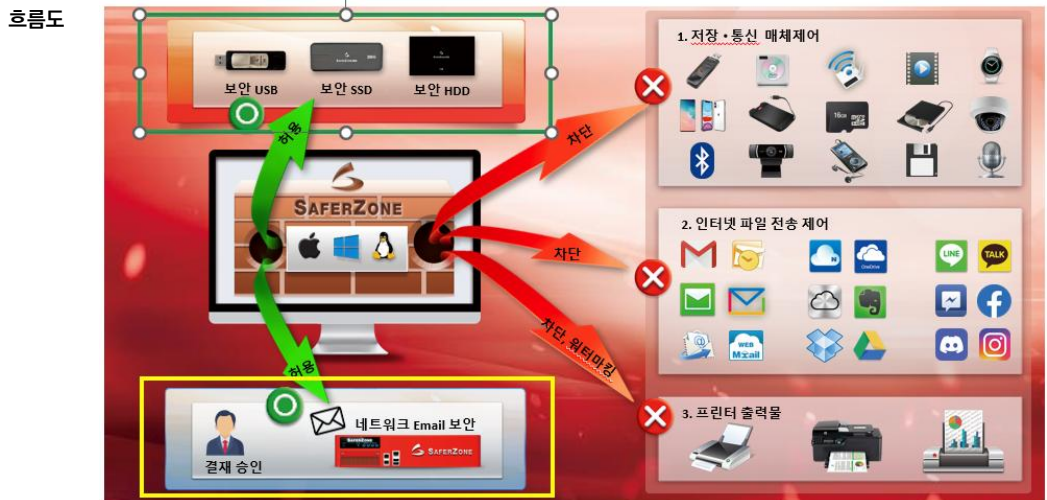 흐름도
보안 USB
보안 SSD
보안 HDD
허용
차단
SAFERZONE
차단
차단, 워터마킹
허용
결재 승인
네트워크 Email 보안
SAFERZONE
1. 저장・통신 매체제어
16GB
2. 인터넷 파일 전송 제어
N
OneDrive
LINE
TALK
WEB
Mail
3. 프린터 출력물